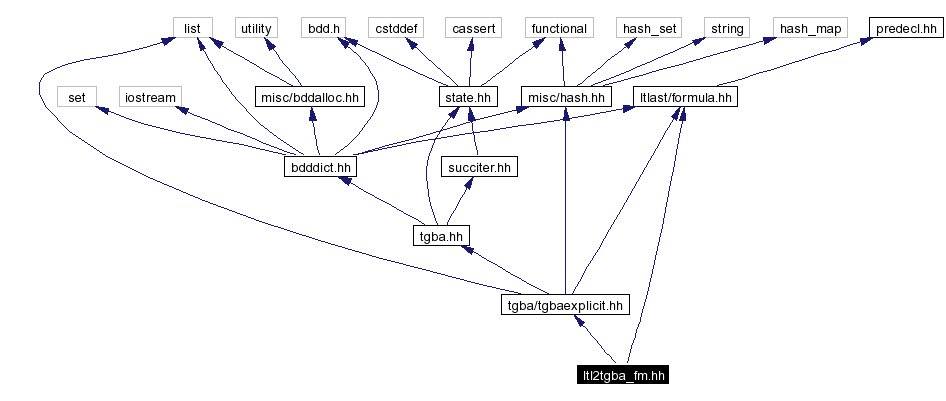 list
utility
bdd.h
cstddef
cassert
functional
hash_set
string
hash_map
predecl.hh
set
iostream
misc/bddalloc.hh
state.hh
misc/hash.hh
ltlast/formula.hh
bdddict.hh
succiter.hh
tgba.hh
tgba/tgbaexplicit.hh
ltl2tgba_fm.hh